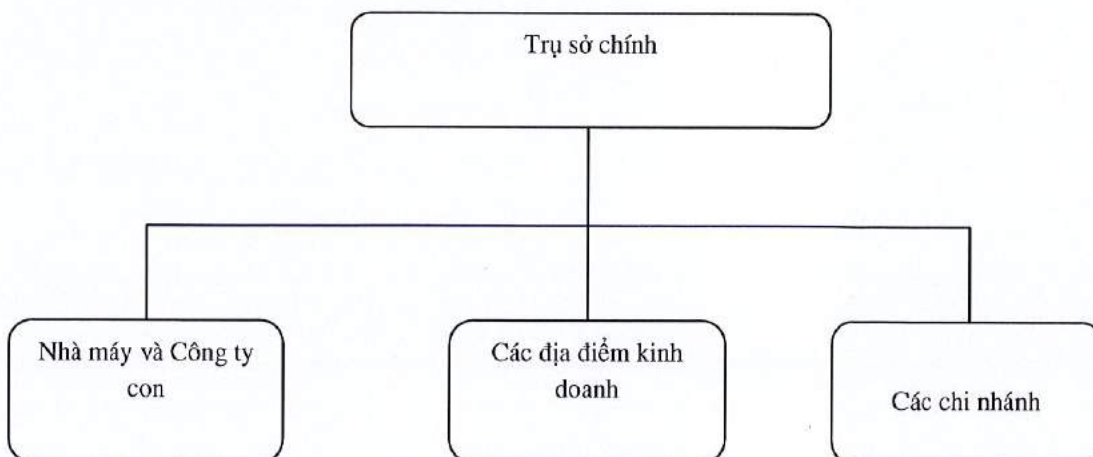 Trụ sở chính
Nhà máy và Công ty
con
Các địa điểm kinh
doanh
Các chi nhánh